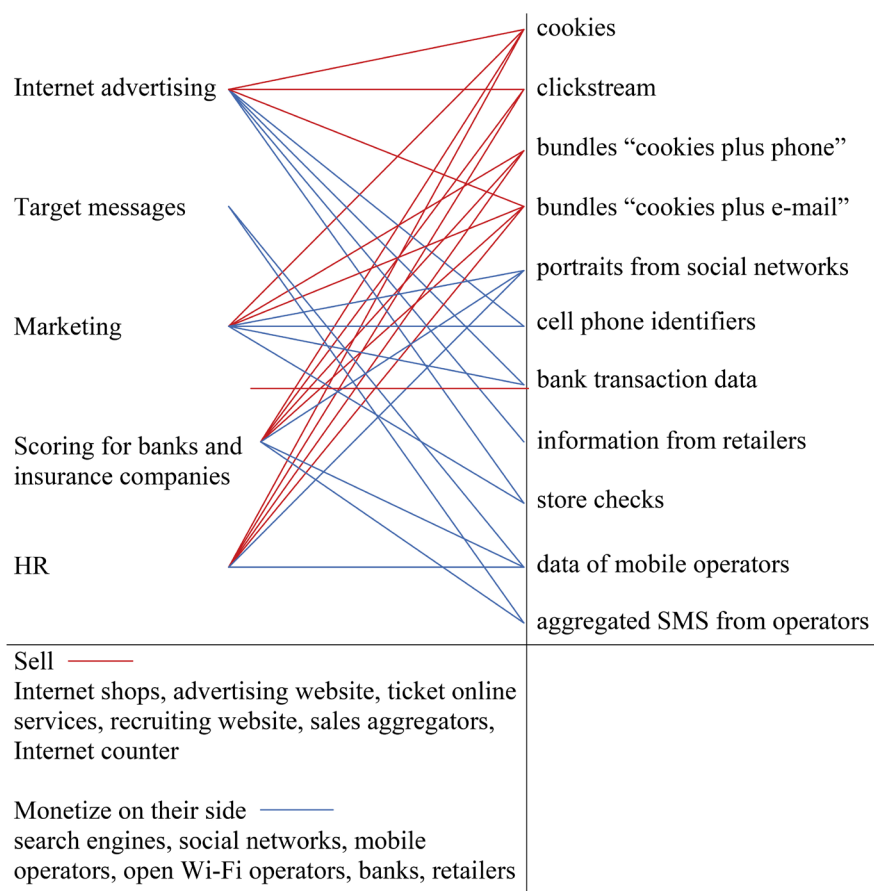 Internet advertising
Target messages
Marketing
Scoring for banks and
insurance companies
HR
cookies
clickstream
bundles “cookies plus phone”
bundles “cookies plus e-mail”
portraits from social networks
cell phone identifiers
bank transaction data
information from retailers
store checks
data of mobile operators
aggregated SMS from operators
Sell
Internet shops, advertising website, ticket online
services, recruiting website, sales aggregators,
Internet counter
Monetize on their side
search engines, social networks, mobile
operators, open Wi-Fi operators, banks, retailers